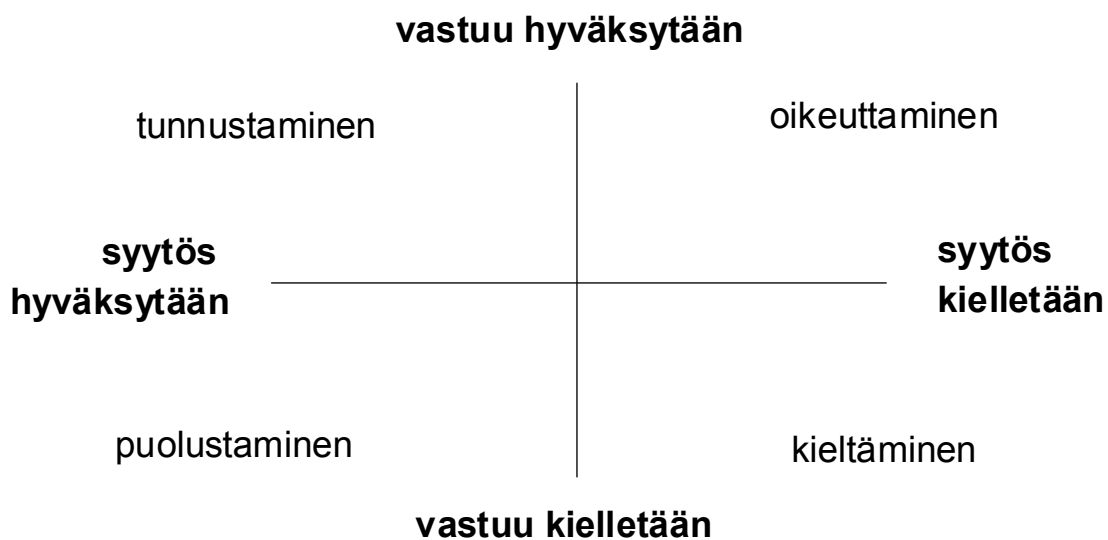 vastuu hyväksytään
tunnustaminen
oikeuttaminen
syytös
hyväksytään
syytös
kielletään
puolustaminen
kieltäminen
vastuu kielletään